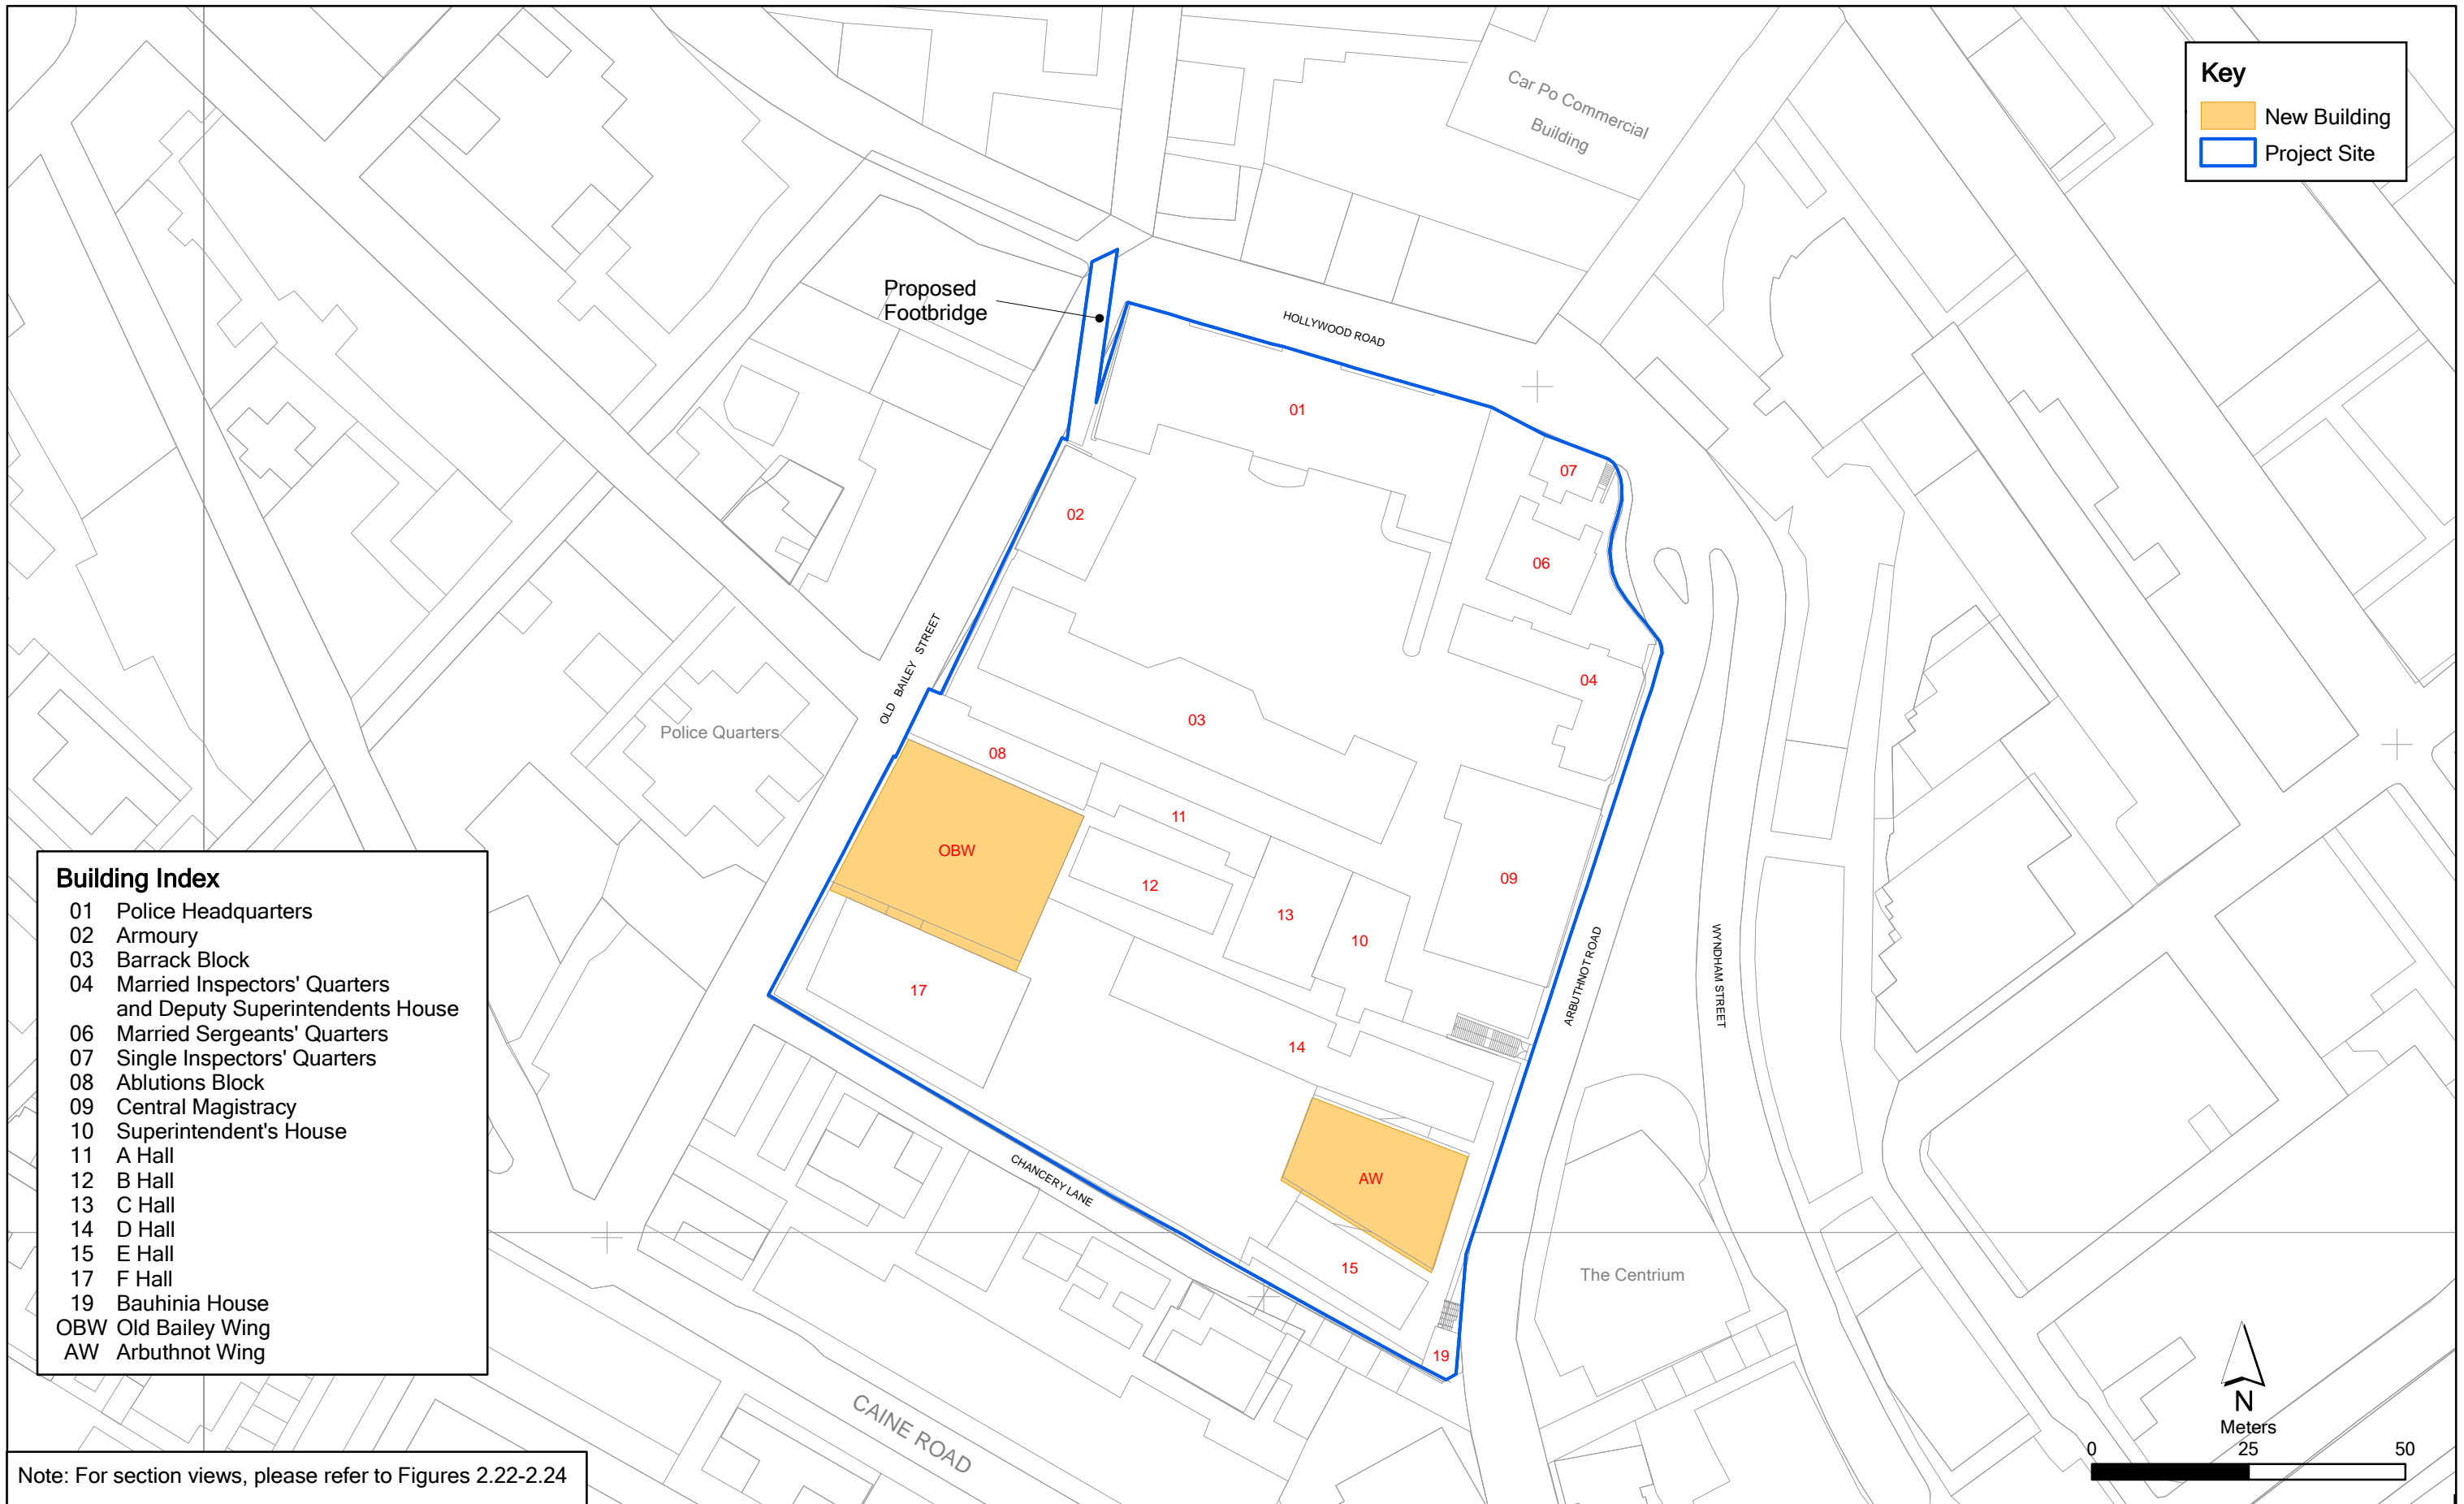 Car Po Commercial
Building
Key
New Building
Project Site
Proposed
Footbridge
HOLLYWOOD ROAD
01
07
02
06
OLD BAILEY STREET
04
Police Quarters
03
08
11
OBW
12
09
13
10
17
ARBUTHNOT ROAD
WYNDHAM STREET
14
CHANCERY LANE
AW
15
The Centrium
19
CAINE ROAD
Building Index
01 Police Headquarters
02 Armoury
03 Barrack Block
04 Married Inspectors' Quarters
and Deputy Superintendents House
06 Married Sergeants' Quarters
07 Single Inspectors' Quarters
08 Ablutions Block
09 Central Magistracy
10 Superintendent's House
11 A Hall
12 B Hall
13 C Hall
14 D Hall
15 E Hall
17 F Hall
19 Bauhinia House
OBW Old Bailey Wing
AW Arbuthnot Wing
N
Meters
0 25 50
Note: For section views, please refer to Figures 2.22-2.24